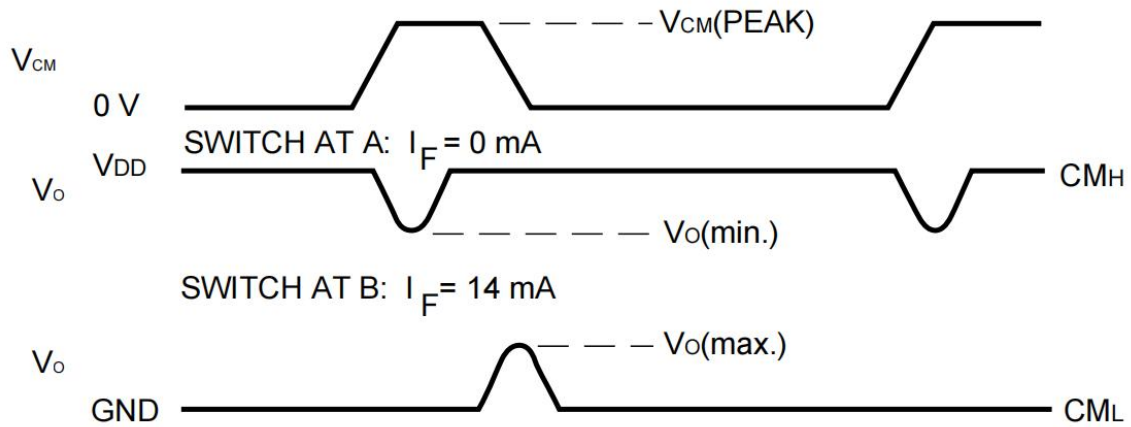 VCM(PEAK)
VCM
0 V
SWITCH AT A: IF = 0 mA
VDD
VO
CMH
VO(min.)
SWITCH AT B: IF = 14 mA
VO(max.)
VO
GND
CML